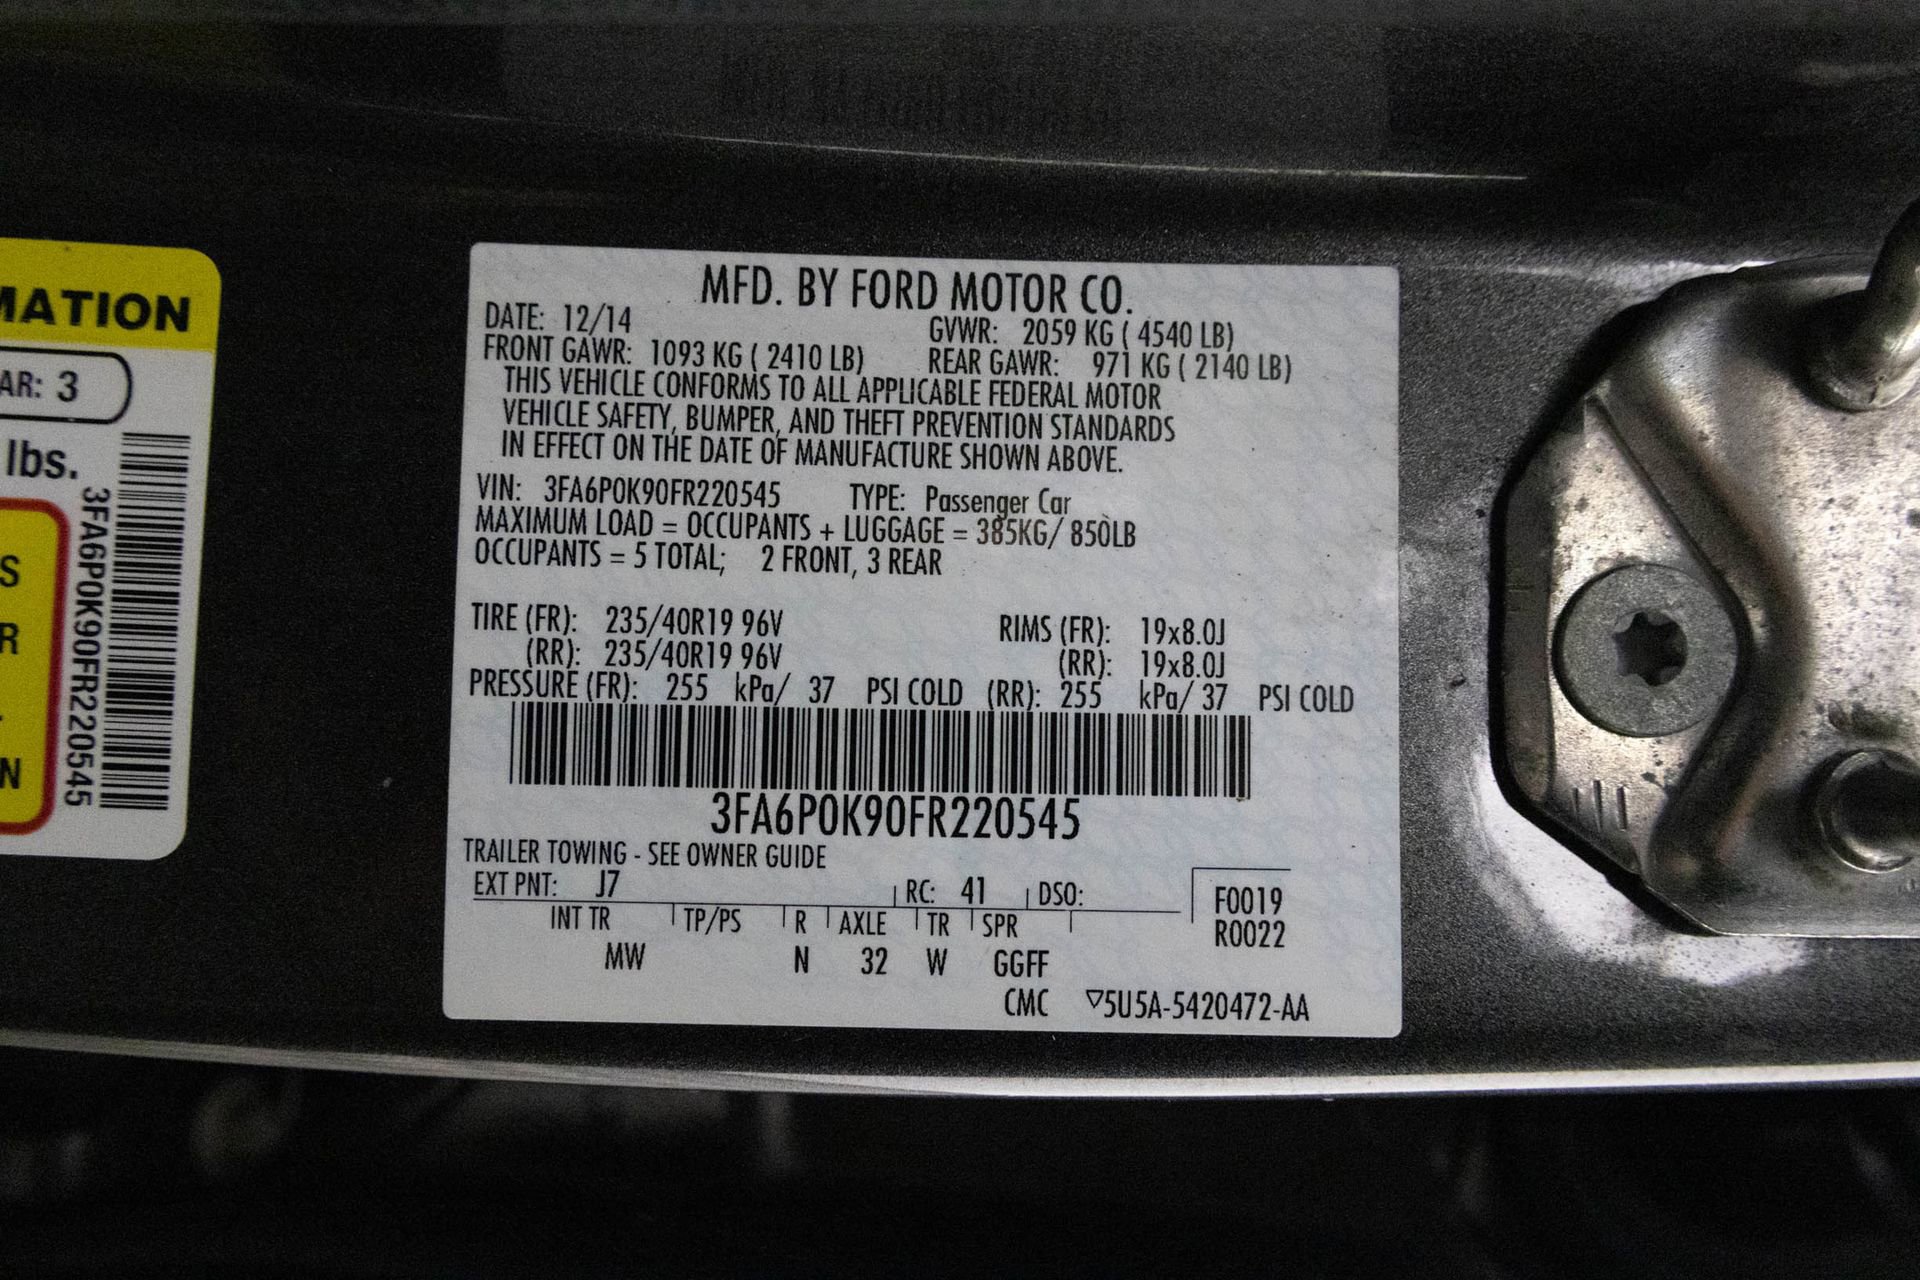 MATION
AR: 3
lbs.
S
R
N
3FA6P0K90FR220545
MFD. BY FORD MOTOR CO.
DATE: 12/14 GVWR: 2059 KG ( 4540 LB)
FRONT GAWR: 1093 KG ( 2410 LB) REAR GAWR: 971 KG ( 2140 LB)
THIS VEHICLE CONFORMS TO ALL APPLICABLE FEDERAL MOTOR
VEHICLE SAFETY, BUMPER, AND THEFT PREVENTION STANDARDS
IN EFFECT ON THE DATE OF MANUFACTURE SHOWN ABOVE.
VIN: 3FA6P0K90FR220545 TYPE: Passenger Car
MAXIMUM LOAD = OCCUPANTS + LUGGAGE = 385KG/ 850LB
OCCUPANTS = 5 TOTAL; 2 FRONT, 3 REAR
TIRE (FR): 235/40R19 96V RIMS (FR): 19x8.0J
(RR): 235/40R19 96V (RR): 19x8.0J
PRESSURE (FR): 255 kPa/ 37 PSI COLD (RR): 255 kPa/ 37 PSI COLD
3FA6P0K90FR220545
TRAILER TOWING - SEE OWNER GUIDE
EXT PNT: J7 RC: 41 DSO: F0019
INT TR TP/PS R AXLE TR SPR R0022
MW N 32 W GGFF
CMC ▽5U5A-5420472-AA